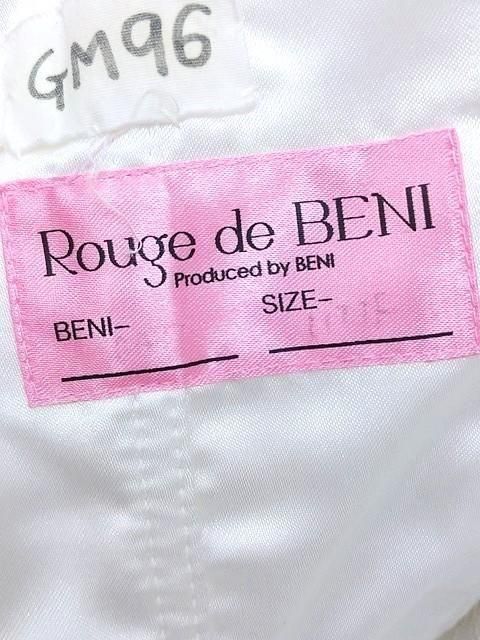 GM96
Rouge de BENI
Produced by BENI
BENI–
SIZE–